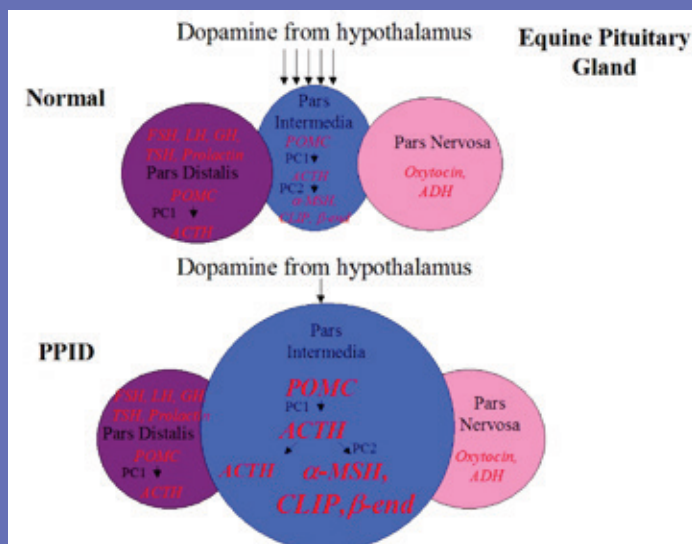 Dopamine from hypothalamus
Equine Pituitary
Gland
Normal
FSH, LH, GH,
TSH, Prolactin
Pars Distalis
POMC
PC1
ACTH
Pars
Intermedia
POMC
PC1
ACTH
PC2
α-MSH,
CLIP, β-end
Pars Nervosa
Oxytocin,
ADH
Dopamine from hypothalamus
PPID
FSH, LH, GH,
TSH, Prolactin
Pars Distalis
POMC
PC1
ACTH
Pars
Intermedia
POMC
PC1
ACTH
PC2
ACTH
α-MSH,
CLIP, β-end
Pars
Nervosa
Oxytocin,
ADH